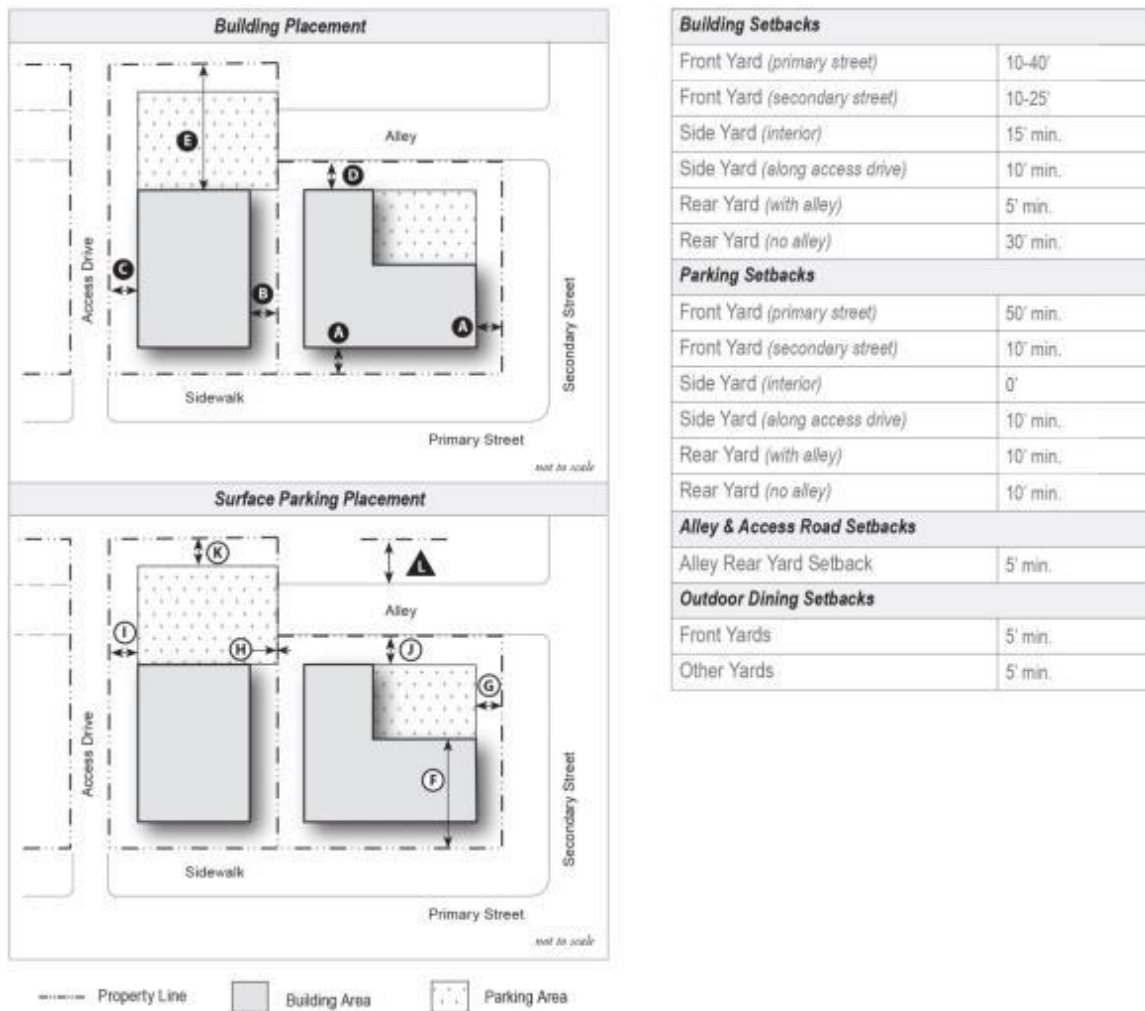 Building Placement
E
Alley
D
C
Access Drive
B
A
A
Secondary Street
Sidewalk
Primary Street
not to scale
Surface Parking Placement
K
L
Alley
I
H
J
G
Access Drive
F
Secondary Street
Sidewalk
Primary Street
not to scale
Property Line
Building Area
Parking Area
Building Setbacks
Front Yard (primary street) 10-40'
Front Yard (secondary street) 10-25'
Side Yard (interior) 15' min.
Side Yard (along access drive) 10' min.
Rear Yard (with alley) 5' min.
Rear Yard (no alley) 30' min.
Parking Setbacks
Front Yard (primary street) 50' min.
Front Yard (secondary street) 10' min.
Side Yard (interior) 0'
Side Yard (along access drive) 10' min.
Rear Yard (with alley) 10' min.
Rear Yard (no alley) 10' min.
Alley & Access Road Setbacks
Alley Rear Yard Setback 5' min.
Outdoor Dining Setbacks
Front Yards 5' min.
Other Yards 5' min.